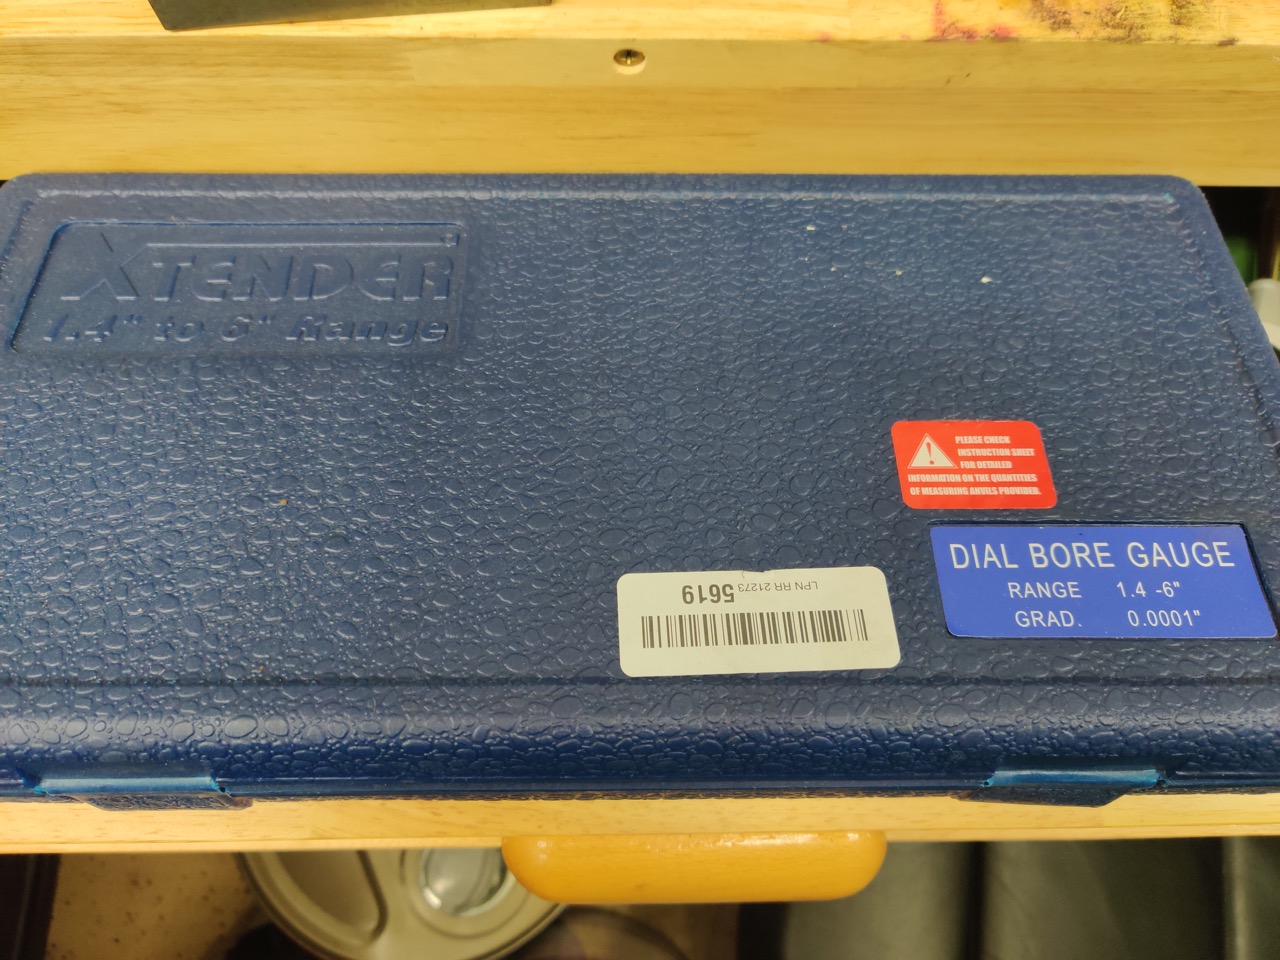 XTENDER
1.4" to 6" Range
PLEASE CHECK
INSTRUCTION SHEET
FOR DETAILED
INFORMATION ON THE QUANTITIES
OF MEASURING ANVILS PROVIDER.
DIAL BORE GAUGE
RANGE 1.4 -6"
GRAD. 0.0001"
LPN RR 21273 5619